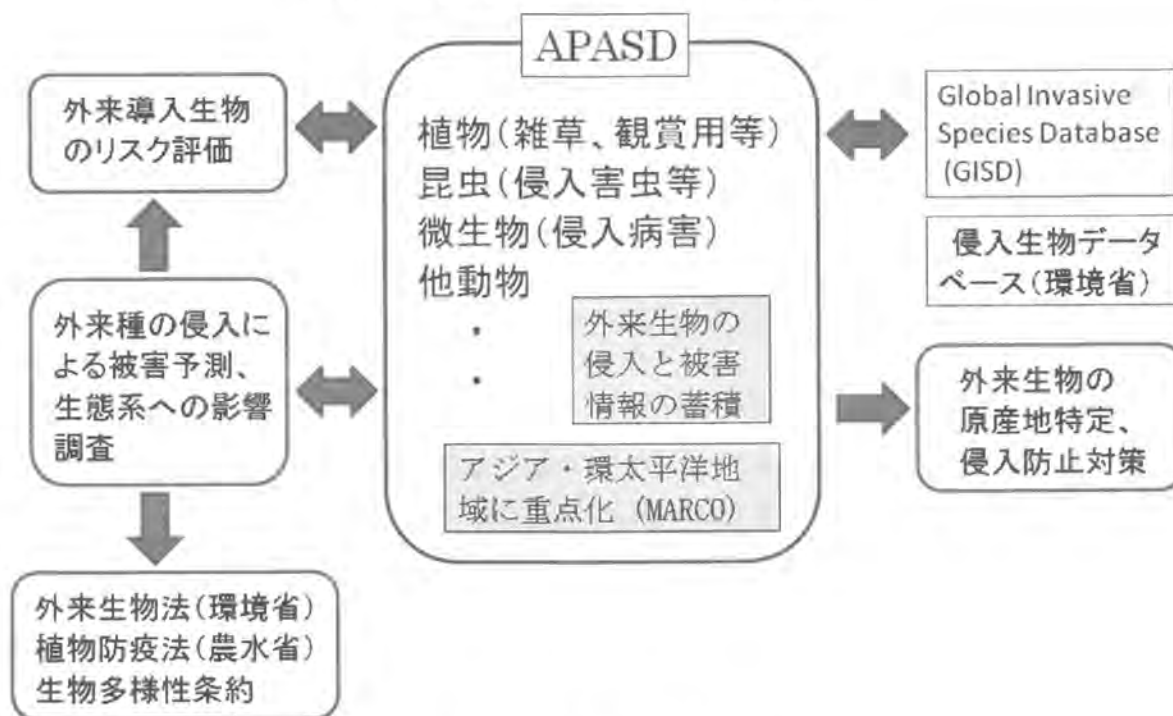 APASD
外来導入生物
のリスク評価
外来種の侵入に
よる被害予測、
生態系への影響
調査
外来生物法(環境省)
植物防疫法(農水省)
生物多様性条約
植物(雑草、観賞用等)
昆虫(侵入害虫等)
微生物(侵入病害)
他動物
・
・
外来生物の
侵入と被害
情報の蓄積
アジア・環太平洋地
域に重点化 (MARCO)
Global Invasive
Species Database
(GISD)
侵入生物データ
ベース(環境省)
外来生物の
原産地特定、
侵入防止対策